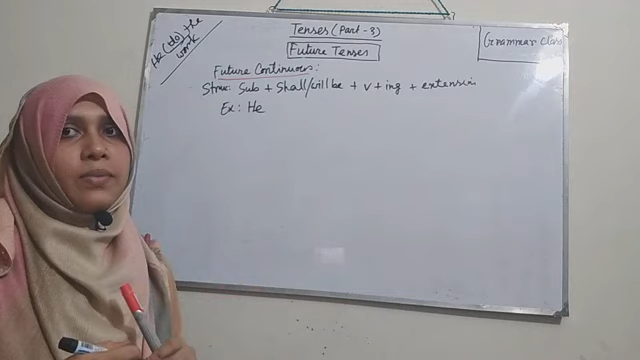 He (do) the
work
Tenses (Part-3)
Future Tenses
Grammar Class
Future Continuous:
Struc: Sub + Shall/will be + v + ing + extension
Ex: He